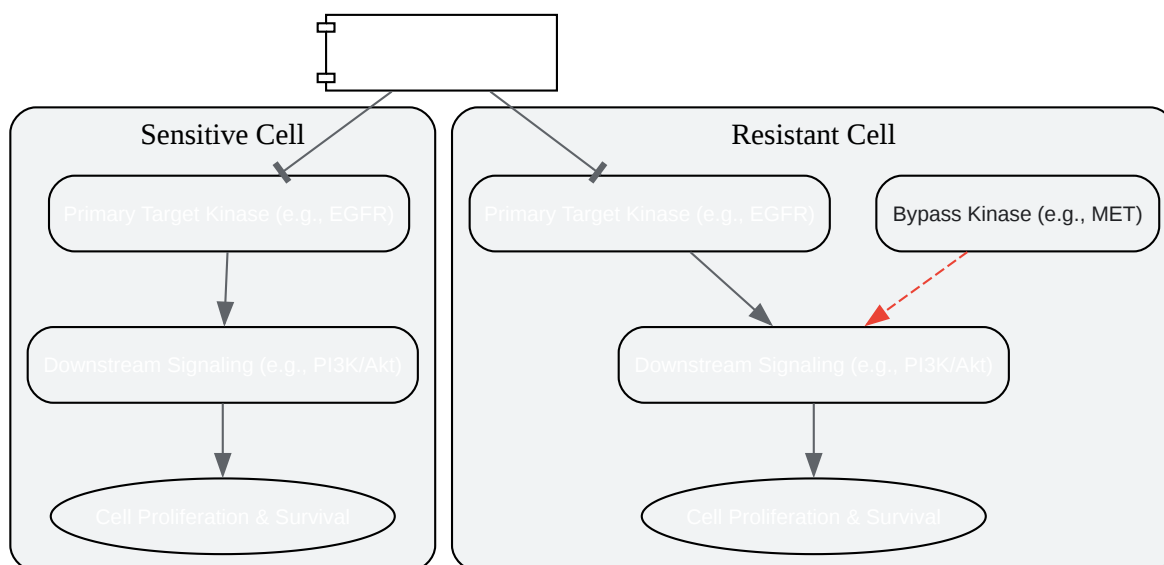 Sensitive Cell
Resistant Cell
Primary Target Kinase (e.g., EGFR)
Primary Target Kinase (e.g., EGFR)
Bypass Kinase (e.g., MET)
Downstream Signaling (e.g., PI3K/Akt)
Downstream Signaling (e.g., PI3K/Akt)
Cell Proliferation & Survival
Cell Proliferation & Survival